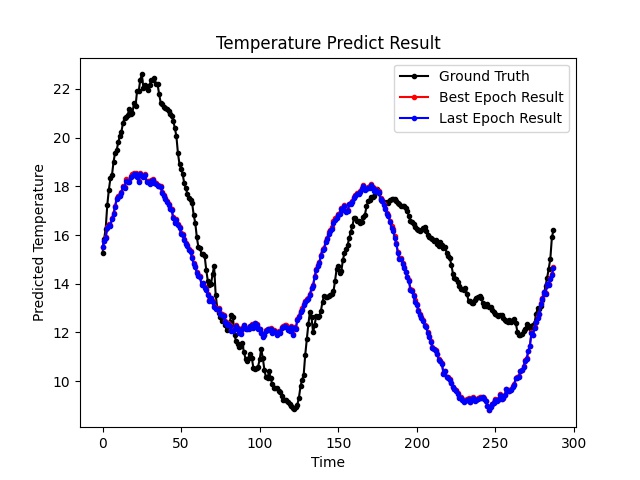 Temperature Predict Result
Ground Truth
Best Epoch Result
Last Epoch Result
Predicted Temperature
22
20
18
16
14
12
10
0 50 100 150 200 250 300
Time